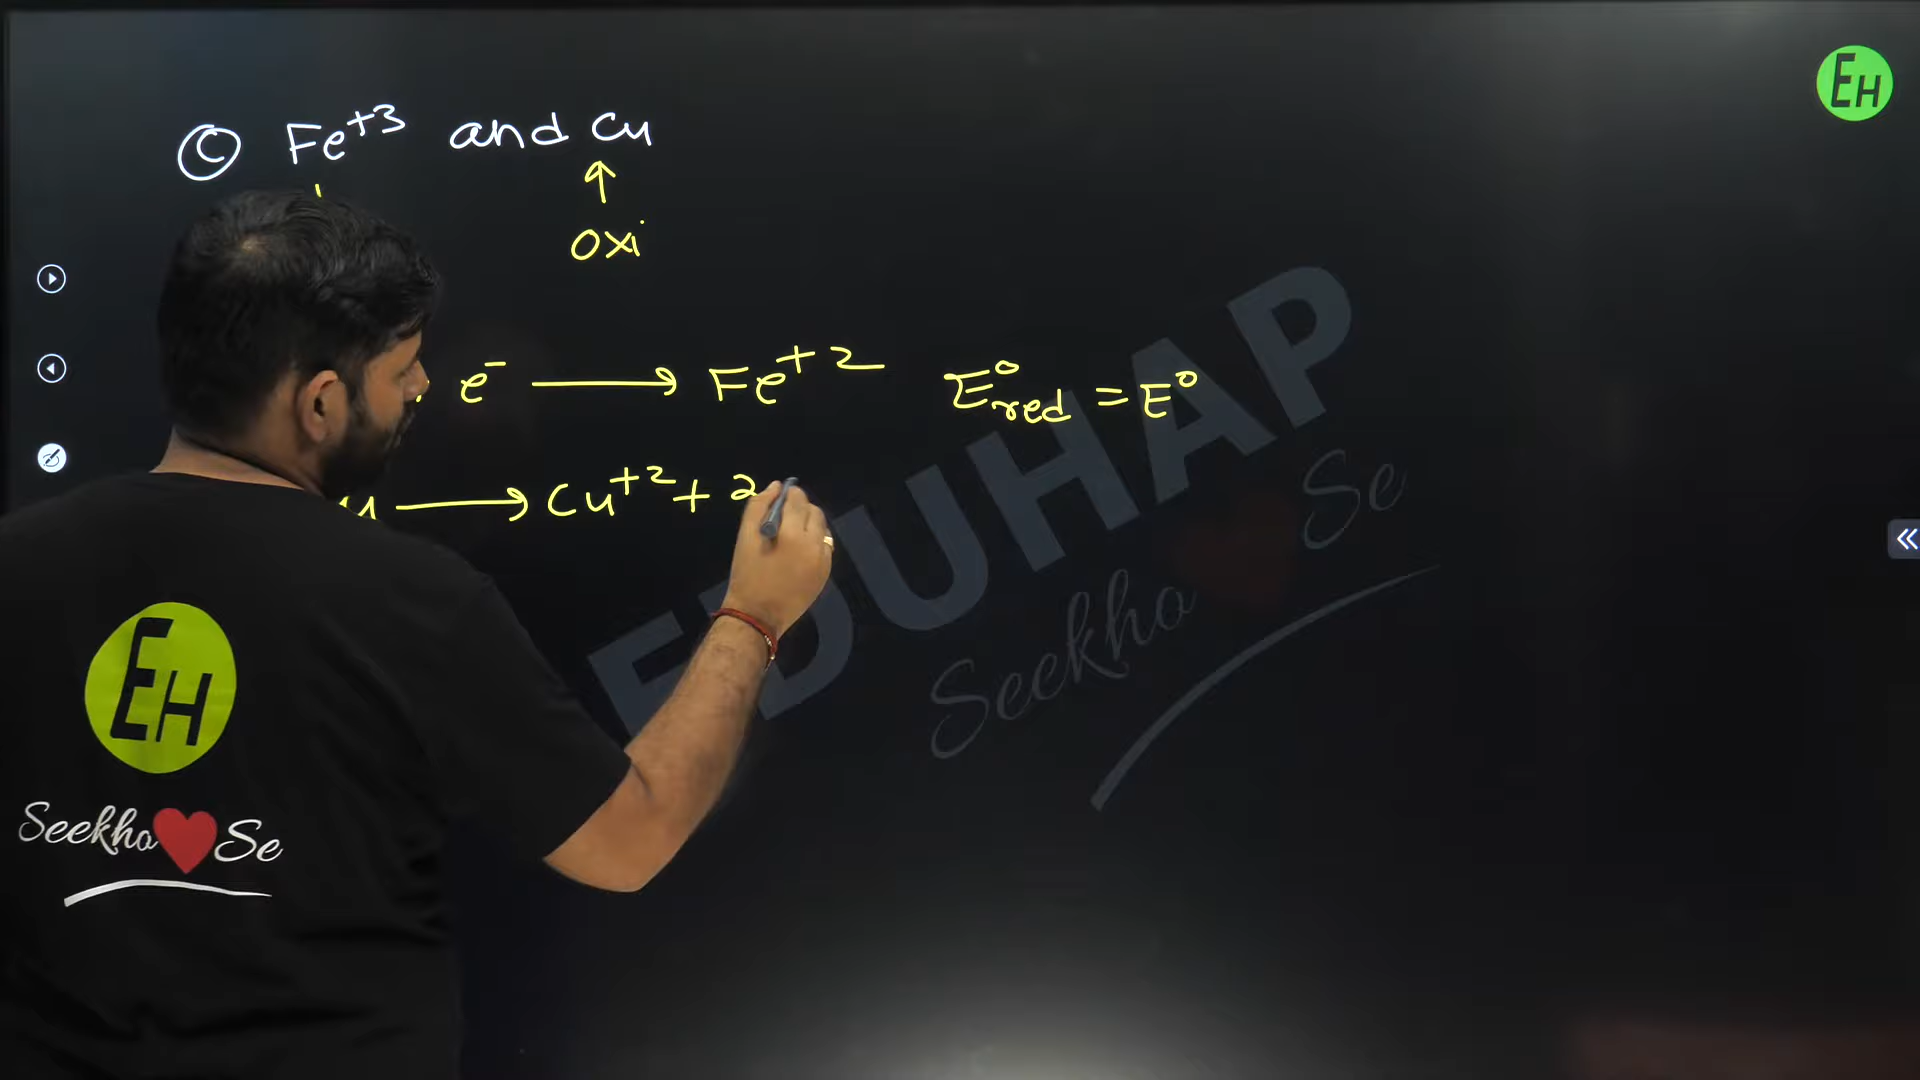 EH
C Fe+3 and Cu
oxi
e- → Fe+2 E°red = E°
→ Cu+2 + 2
EDUHAP
Seekho Se
EH
Seekho Se